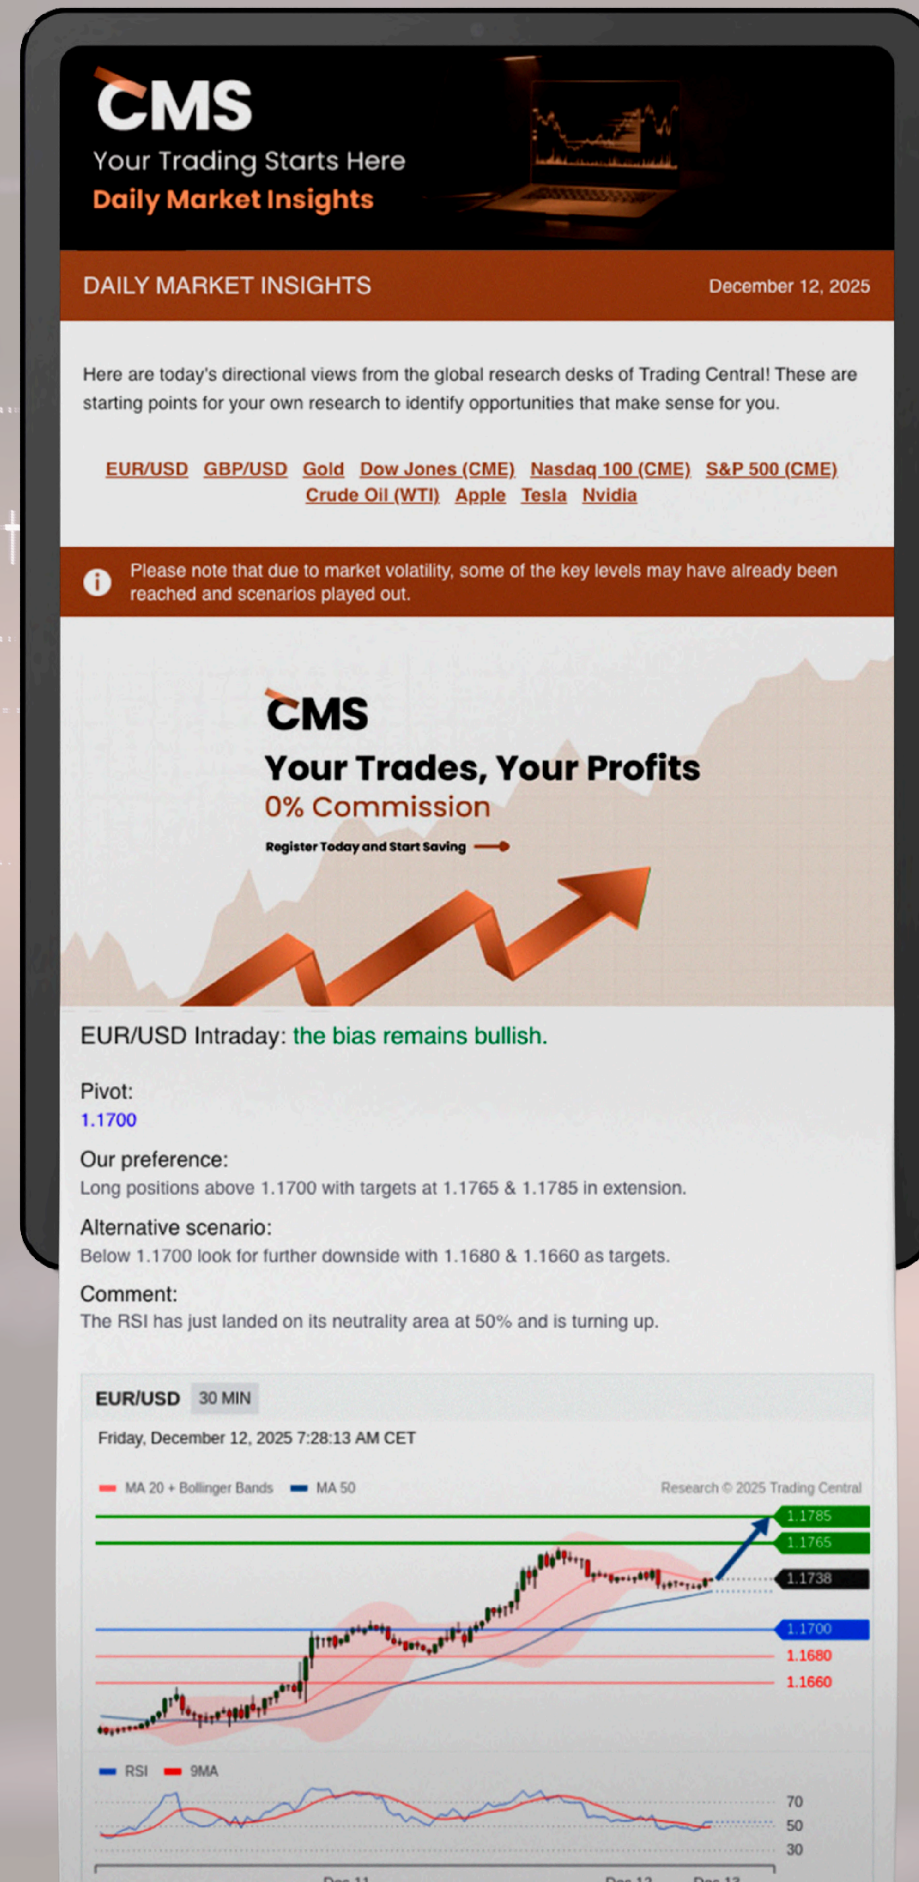 CMS
Your Trading Starts Here
Daily Market Insights
DAILY MARKET INSIGHTS
December 12, 2025
Here are today's directional views from the global research desks of Trading Central! These are
starting points for your own research to identify opportunities that make sense for you.
EUR/USD GBP/USD Gold Dow Jones (CME) Nasdaq 100 (CME) S&P 500 (CME)
Crude Oil (WTI) Apple Tesla Nvidia
Please note that due to market volatility, some of the key levels may have already been
reached and scenarios played out.
CMS
Your Trades, Your Profits
0% Commission
Register Today and Start Saving
EUR/USD Intraday: the bias remains bullish.
Pivot:
1.1700
Our preference:
Long positions above 1.1700 with targets at 1.1765 & 1.1785 in extension.
Alternative scenario:
Below 1.1700 look for further downside with 1.1680 & 1.1660 as targets.
Comment:
The RSI has just landed on its neutrality area at 50% and is turning up.
EUR/USD 30 MIN
Friday, December 12, 2025 7:28:13 AM CET
MA 20 + Bollinger Bands MA 50
Research © 2025 Trading Central
1.1785
1.1765
1.1738
1.1700
1.1680
1.1660
RSI 9MA
70
50
30
Dec 11 Dec 12 Dec 13